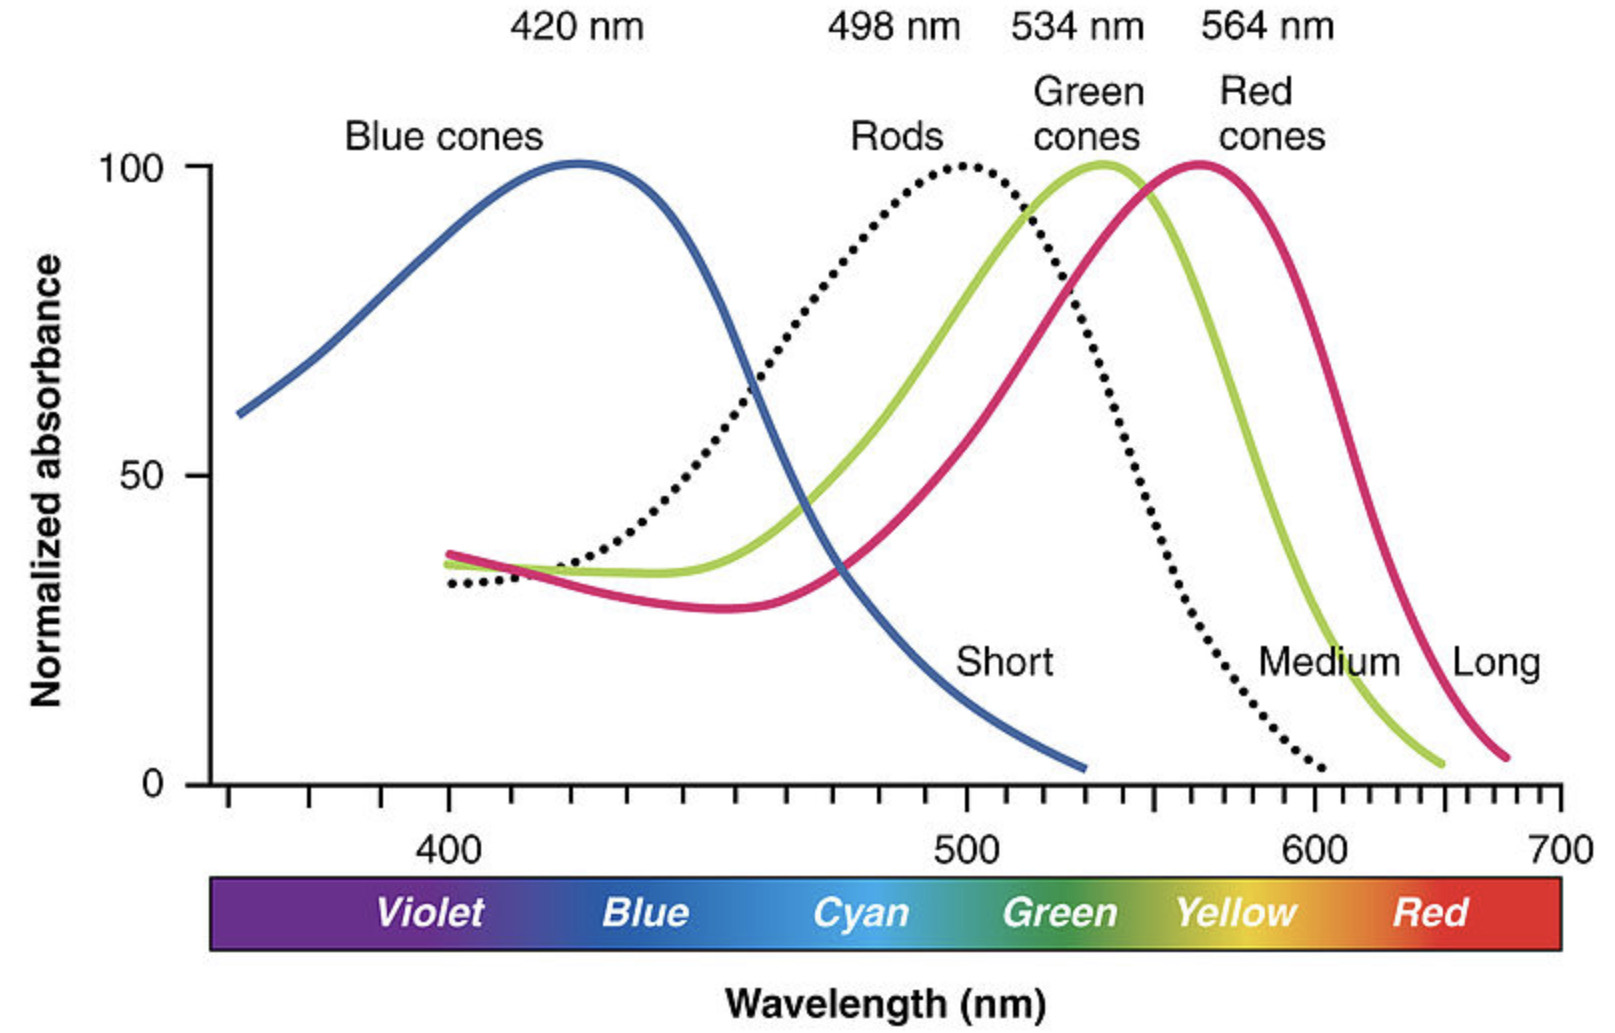 420 nm 498 nm 534 nm 564 nm
Green Red
Blue cones Rods cones cones
100
50
0
Normalized absorbance
Short Medium Long
400 500 600 700
Violet Blue Cyan Green Yellow Red
Wavelength (nm)